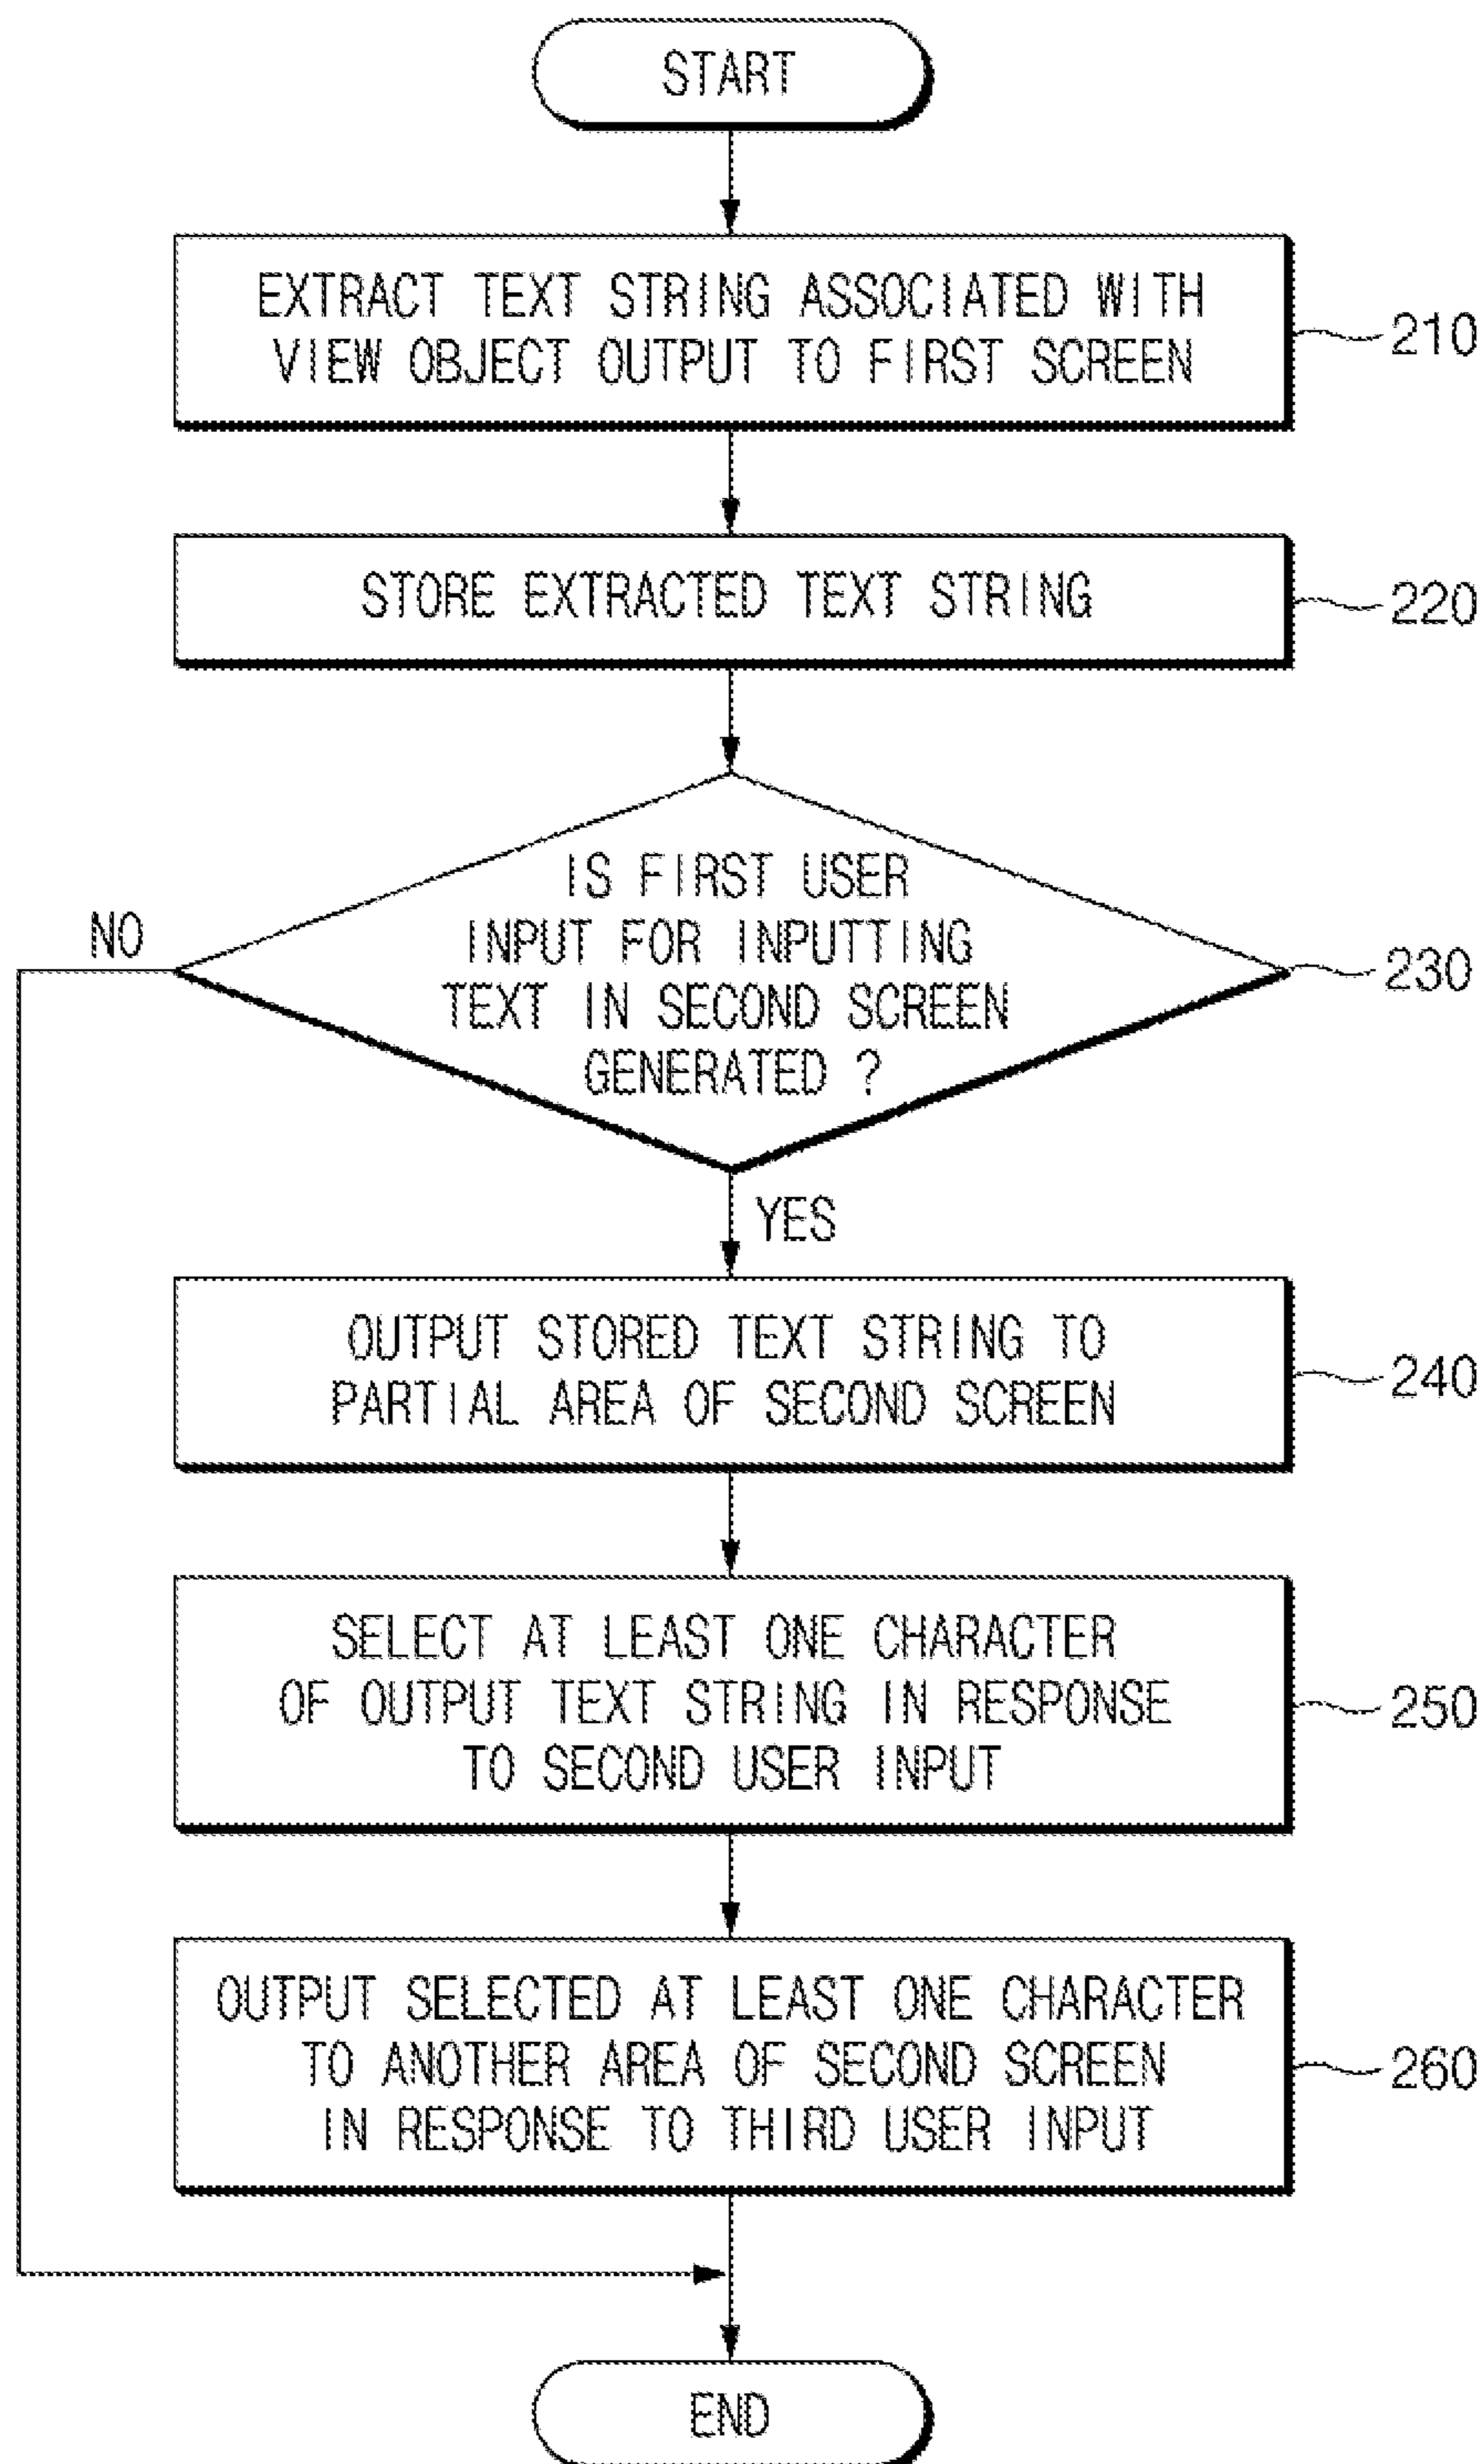 START
EXTRACT TEXT STRING ASSOCIATED WITH
VIEW OBJECT OUTPUT TO FIRST SCREEN
210
STORE EXTRACTED TEXT STRING
220
IS FIRST USER
INPUT FOR INPUTTING
TEXT IN SECOND SCREEN
GENERATED ?
NO
230
YES
OUTPUT STORED TEXT STRING TO
PARTIAL AREA OF SECOND SCREEN
240
SELECT AT LEAST ONE CHARACTER
OF OUTPUT TEXT STRING IN RESPONSE
TO SECOND USER INPUT
250
OUTPUT SELECTED AT LEAST ONE CHARACTER
TO ANOTHER AREA OF SECOND SCREEN
IN RESPONSE TO THIRD USER INPUT
260
END